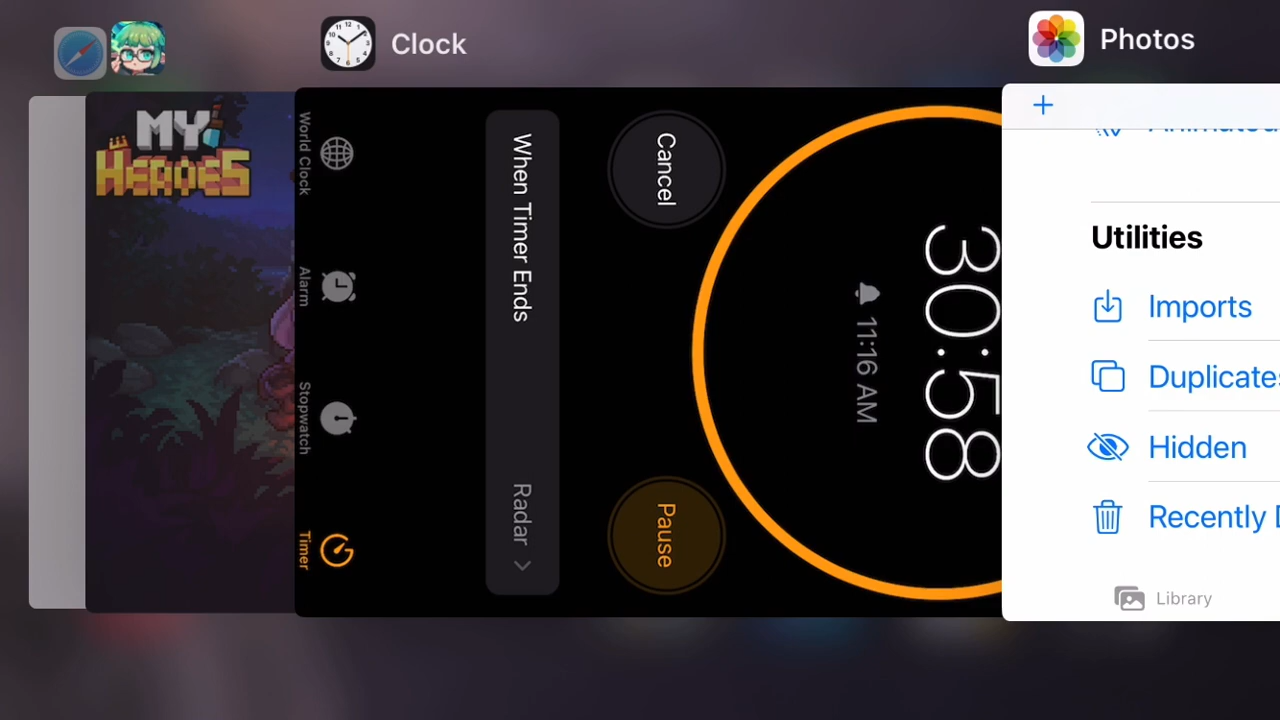 Clock
Photos
MY
HEROES
World Clock
Alarm
Stopwatch
Timer
When Timer Ends
Radar
Cancel
Pause
11:16 AM
30:58
Utilities
Imports
Duplicates
Hidden
Recently D
Library